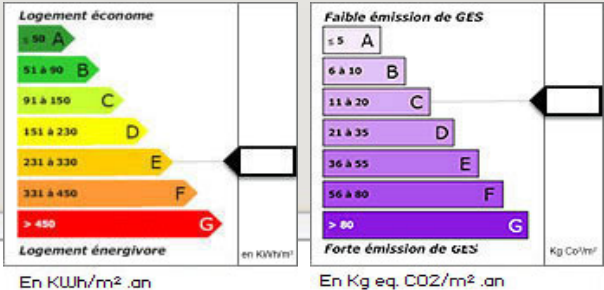 Logement économe
≤ 50 A
51 à 90 B
91 à 150 C
151 à 230 D
231 à 330 E
331 à 450 F
> 450 G
Logement énergivore
en KWh/m²
En KWh/m² .an
Faible émission de GES
≤ 5 A
6 à 10 B
11 à 20 C
21 à 35 D
36 à 55 E
56 à 80 F
> 80 G
Forte émission de GES
Kg Co²/m²
En Kg eq. CO2/m² .an